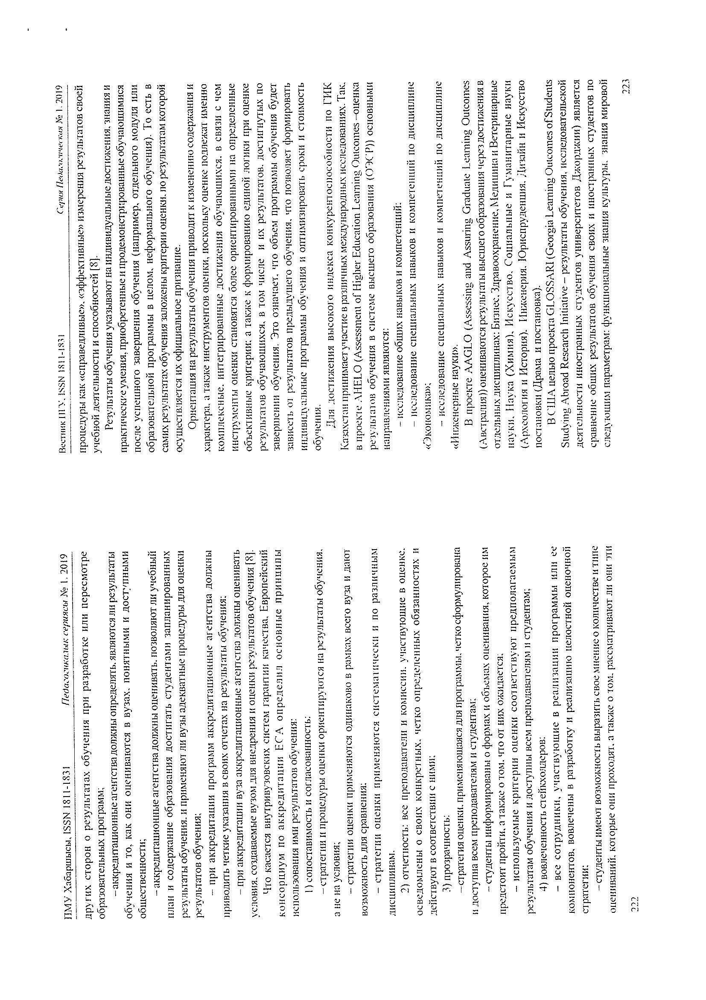 ПМУ Хабаршысы, ISSN 1811-1831 Педагогикалық сериясы № 1. 2019
других сторон о результатах обучения при разработке или пересмотре
образовательных программ;
– аккредитационные агентства должны определять, являются ли результаты
обучения и то, как они оцениваются в вузах, понятными и доступными
общественности;
– аккредитационные агентства должны оценивать, позволяют ли учебный
план и содержание образования достигать студентами запланированных
результаты обучения, и применяют ли вузы адекватные процедуры для оценки
результатов обучения;
– при аккредитации программ аккредитационные агентства должны
приводить четкие указания в своих отчетах на результаты обучения;
– при аккредитации вуза аккредитационные агентства должны оценивать
условия, создаваемые вузом для внедрения и оценки результатов обучения [8].
Что касается внутривузовских систем гарантии качества, Европейский
консорциум по аккредитации ECA определил основные принципы
использования ими результатов обучения:
1) сопоставимость и согласованность:
– стратегии и процедуры оценки ориентируются на результаты обучения,
а не на условия;
– стратегии оценки применяются одинаково в рамках всего вуза и дают
возможность для сравнения;
– стратегии оценки применяются систематически и по различным
дисциплинам.
2) отчетность: все преподаватели и комиссии, участвующие в оценке,
осведомлены о своих конкретных, четко определенных обязанностях и
действуют в соответствии с ними;
3) прозрачность:
– стратегия оценки, применяющаяся для программы, четко сформулирована
и доступна всем преподавателям и студентам;
– студенты информированы о формах и объемах оценивания, которое им
предстоит пройти, а также о том, что от них ожидается;
– используемые критерии оценки соответствуют предполагаемым
результатам обучения и доступны всем преподавателям и студентам;
4) вовлеченность стейкхолдеров:
– все сотрудники, участвующие в реализации программы или ее
компонентов, вовлечены в разработку и реализацию целостной оценочной
стратегии;
– студенты имеют возможность выразить свое мнение о количестве и типе
оцениваний, которые они проходят, а также о том, рассматривают ли они эти
222
Вестник ПГУ, ISSN 1811-1831 Серия Педагогическая № 1. 2019
процедуры как «справедливые», «эффективные» измерения результатов своей
учебной деятельности и способностей [8].
Результаты обучения указывают на индивидуальные достижения, знания и
практические умения, приобретенные и продемонстрированные обучающимися
после успешного завершения обучения (например, отдельного модуля или
образовательной программы в целом, неформального обучения). То есть в
самих результатах обучения заложены критерии оценки, по результатам которой
осуществляется их официальное признание.
Ориентация на результаты обучения приводит к изменению содержания и
характера, а также инструментов оценки, поскольку оценке подлежат именно
комплексные, интегрированные достижения обучающихся, в связи с чем
инструменты оценки становятся более ориентированными на определенные
объективные критерии; а также к формированию единой логики при оценке
результатов обучающихся, в том числе и их результатов, достигнутых по
завершении обучения. Это означает, что объем программы обучения будет
зависеть от результатов предыдущего обучения, что позволяет формировать
индивидуальные программы обучения и оптимизировать сроки и стоимость
обучения.
Для достижения высокого индекса конкурентоспособности по ГИК
Казахстан принимает участие в различных международных исследованиях. Так,
в проекте AHELO (Assessment of Higher Education Learning Outcomes –оценка
результатов обучения в системе высшего образования (ОЭСР)) основными
направлениями являются:
– исследование общих навыков и компетенций;
– исследование специальных навыков и компетенций по дисциплине
«Экономика»;
– исследование специальных навыков и компетенций по дисциплине
«Инженерные науки».
В проекте AAGLO (Assessing and Assuring Graduate Learning Outcomes
(Австралия)) оцениваются результаты высшего образования через достижения в
отдельных дисциплинах: Бизнес, Здравоохранение, Медицина и Ветеринарные
науки, Наука (Химия), Искусство, Социальные и Гуманитарные науки
(Археология и История), Инженерия, Юриспруденция, Дизайн и Искусство
постановки (Драма и постановка).
В США целью проекта GLOSSARI (Georgia Learning Outcomes of Students
Studying Abroad Research Initiative – результаты обучения, исследовательской
деятельности иностранных студентов университетов Джорджии) является
сравнение общих результатов обучения своих и иностранных студентов по
следующим параметрам: функциональные знания культуры, знания мировой
223